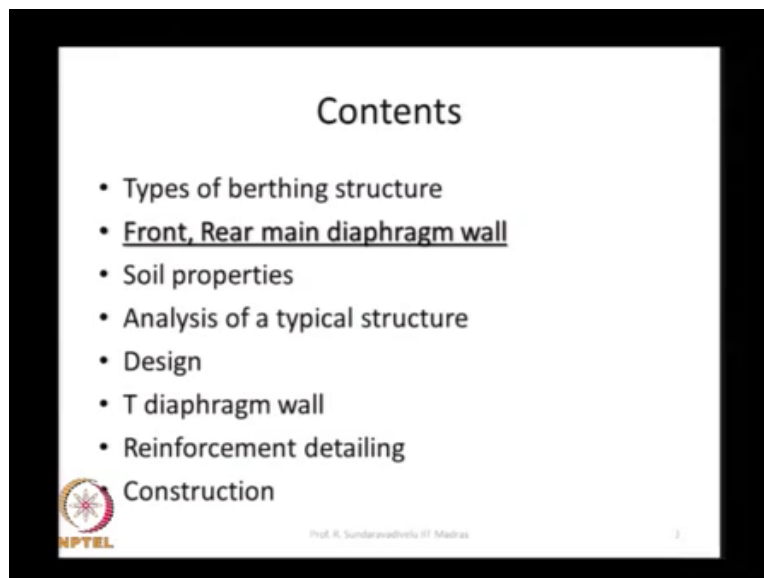 Contents
• Types of berthing structure
• Front, Rear main diaphragm wall
• Soil properties
• Analysis of a typical structure
• Design
• T diaphragm wall
• Reinforcement detailing
• Construction
NPTEL
Prof. R. Sundaravadivelu IIT Madras